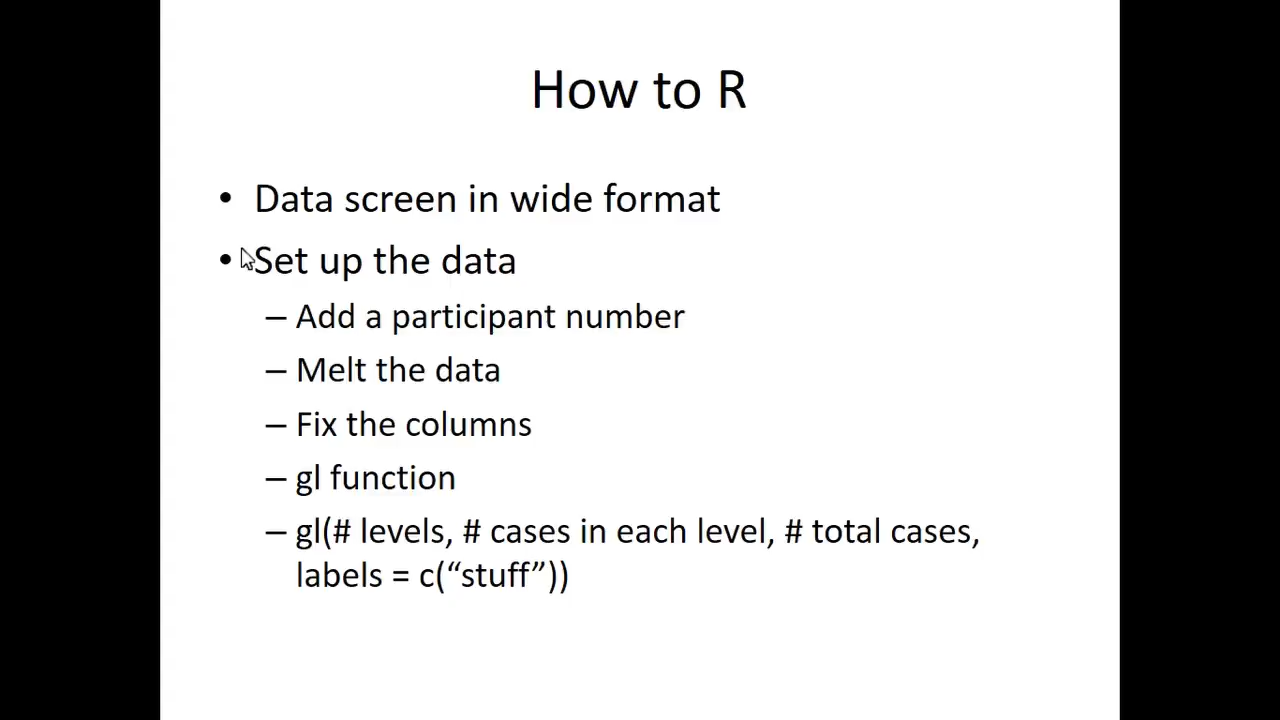 How to R
• Data screen in wide format
• Set up the data
– Add a participant number
– Melt the data
– Fix the columns
– gl function
– gl(# levels, # cases in each level, # total cases,
labels = c(“stuff”))